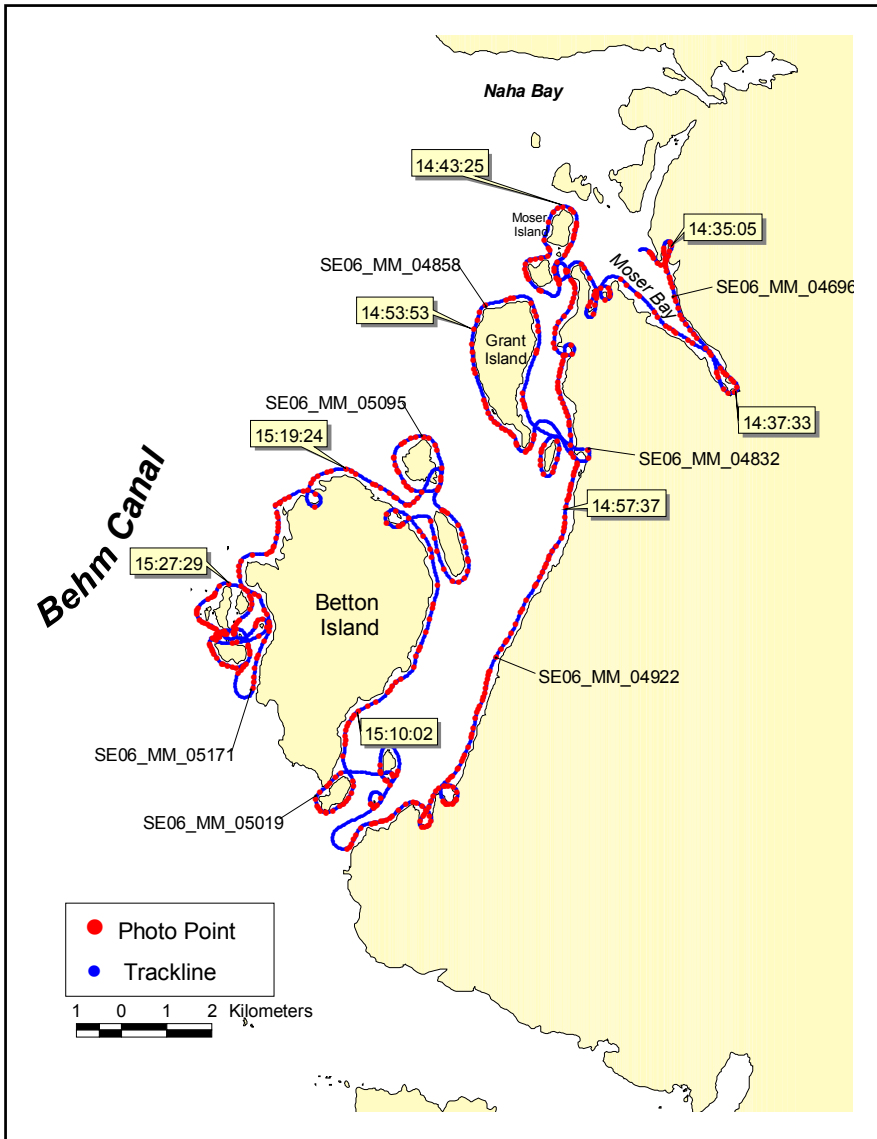 Naha Bay
14:43:25
Moser
Island
14:35:05
SE06_MM_04858
Moser Bay
SE06_MM_04696
14:53:53
Grant
Island
SE06_MM_05095
14:37:33
15:19:24
SE06_MM_04832
14:57:37
Behm Canal
15:27:29
Betton
Island
SE06_MM_04922
15:10:02
SE06_MM_05171
SE06_MM_05019
Photo Point
Trackline
1 0 1 2 Kilometers